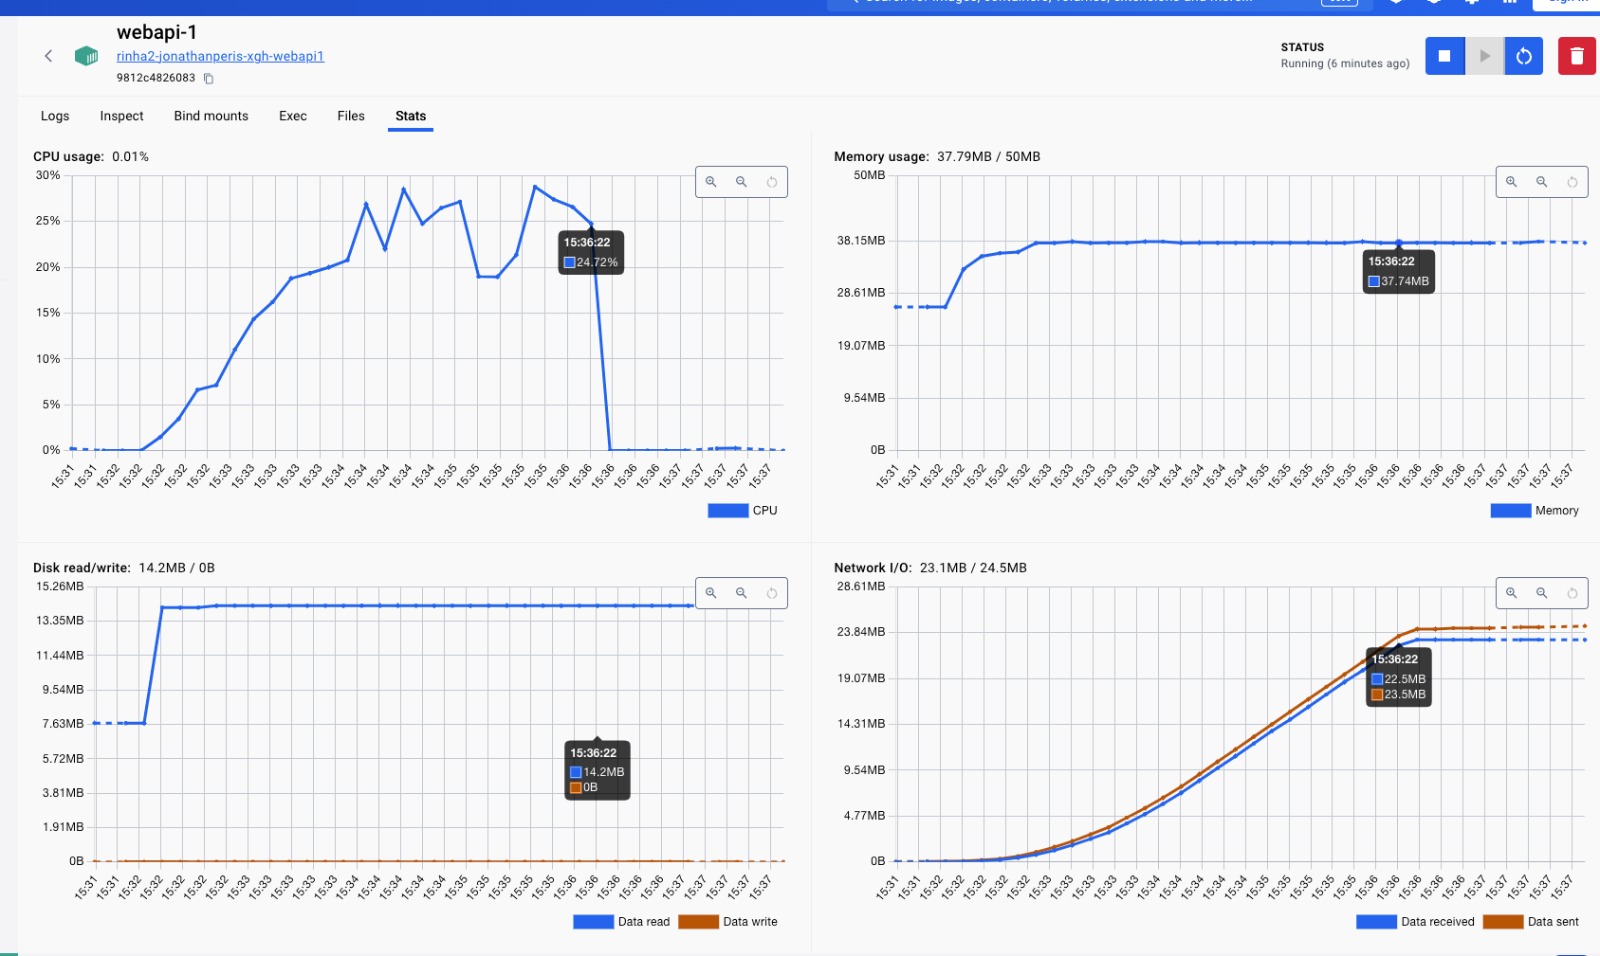 Search for images, containers, volumes, extensions and more...
Sign in
webapi-1
rinha2-jonathanperis-xgh-webapi1
9812c4826083
STATUS
Running (6 minutes ago)
Logs Inspect Bind mounts Exec Files Stats
CPU usage: 0.01%
30%
25%
20%
15%
10%
5%
0%
15:36:22
24.72%
15:31 15:31 15:32 15:32 15:32 15:32 15:32 15:33 15:33 15:33 15:33 15:33 15:34 15:34 15:34 15:34 15:34 15:35 15:35 15:35 15:35 15:35 15:36 15:36 15:36 15:36 15:36 15:37 15:37 15:37 15:37 15:37
CPU
Memory usage: 37.79MB / 50MB
50MB
38.15MB
28.61MB
19.07MB
9.54MB
0B
15:36:22
37.74MB
15:31 15:31 15:32 15:32 15:32 15:32 15:32 15:33 15:33 15:33 15:33 15:33 15:34 15:34 15:34 15:34 15:34 15:35 15:35 15:35 15:35 15:35 15:36 15:36 15:36 15:36 15:36 15:37 15:37 15:37 15:37 15:37
Memory
Disk read/write: 14.2MB / 0B
15.26MB
13.35MB
11.44MB
9.54MB
7.63MB
5.72MB
3.81MB
1.91MB
0B
15:36:22
14.2MB
0B
15:31 15:31 15:32 15:32 15:32 15:32 15:32 15:33 15:33 15:33 15:33 15:33 15:34 15:34 15:34 15:34 15:34 15:35 15:35 15:35 15:35 15:35 15:36 15:36 15:36 15:36 15:36 15:37 15:37 15:37 15:37 15:37
Data read Data write
Network I/O: 23.1MB / 24.5MB
28.61MB
23.84MB
19.07MB
14.31MB
9.54MB
4.77MB
0B
15:36:22
22.5MB
23.5MB
15:31 15:31 15:32 15:32 15:32 15:32 15:32 15:33 15:33 15:33 15:33 15:33 15:34 15:34 15:34 15:34 15:34 15:35 15:35 15:35 15:35 15:35 15:36 15:36 15:36 15:36 15:36 15:37 15:37 15:37 15:37 15:37
Data received Data sent